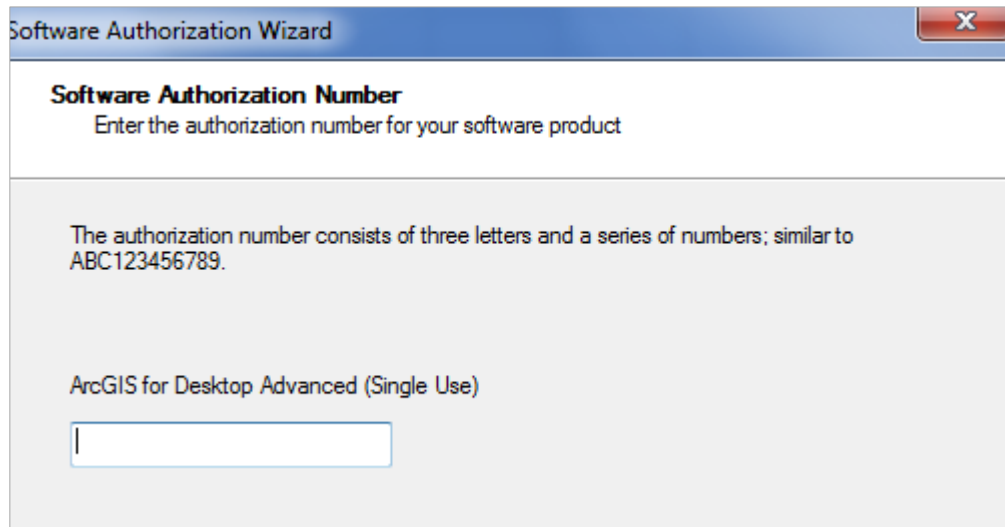 Software Authorization Wizard
Software Authorization Number
Enter the authorization number for your software product
The authorization number consists of three letters and a series of numbers; similar to
ABC123456789.
ArcGIS for Desktop Advanced (Single Use)